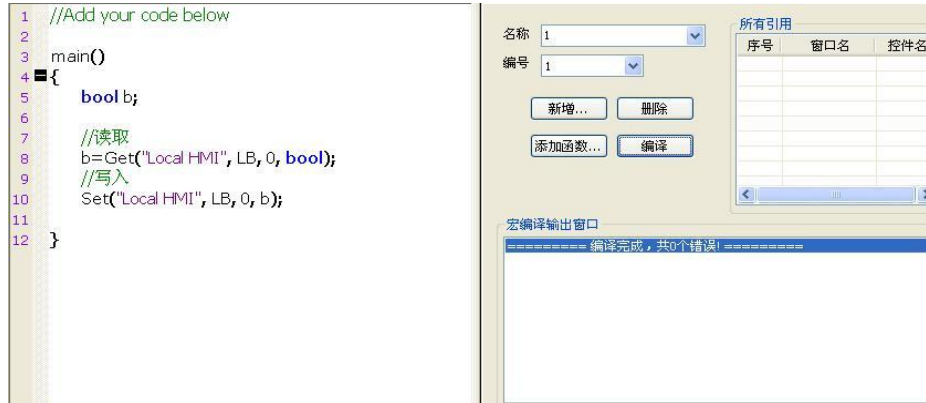 1 //Add your code below
2
3 main()
4 {
5 bool b;
6
7 //读取
8 b=Get("Local HMI", LB, 0, bool);
9 //写入
10 Set("Local HMI", LB, 0, b);
11
12 }
名称 1
编号 1
新增... 删除
添加函数... 编译
所有引用
序号 窗口名 控件名
宏编译输出窗口
========= 编译完成，共0个错误! =========